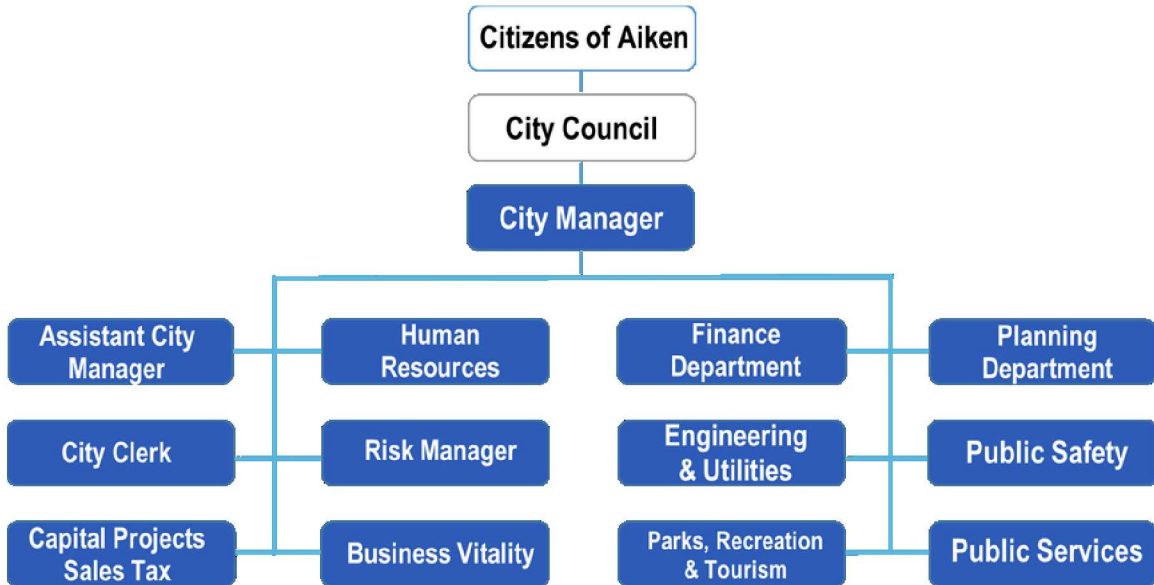 Citizens of Aiken
City Council
City Manager
Assistant City
Manager
Human
Resources
Finance
Department
Planning
Department
City Clerk
Risk Manager
Engineering
& Utilities
Public Safety
Capital Projects
Sales Tax
Business Vitality
Parks, Recreation
& Tourism
Public Services